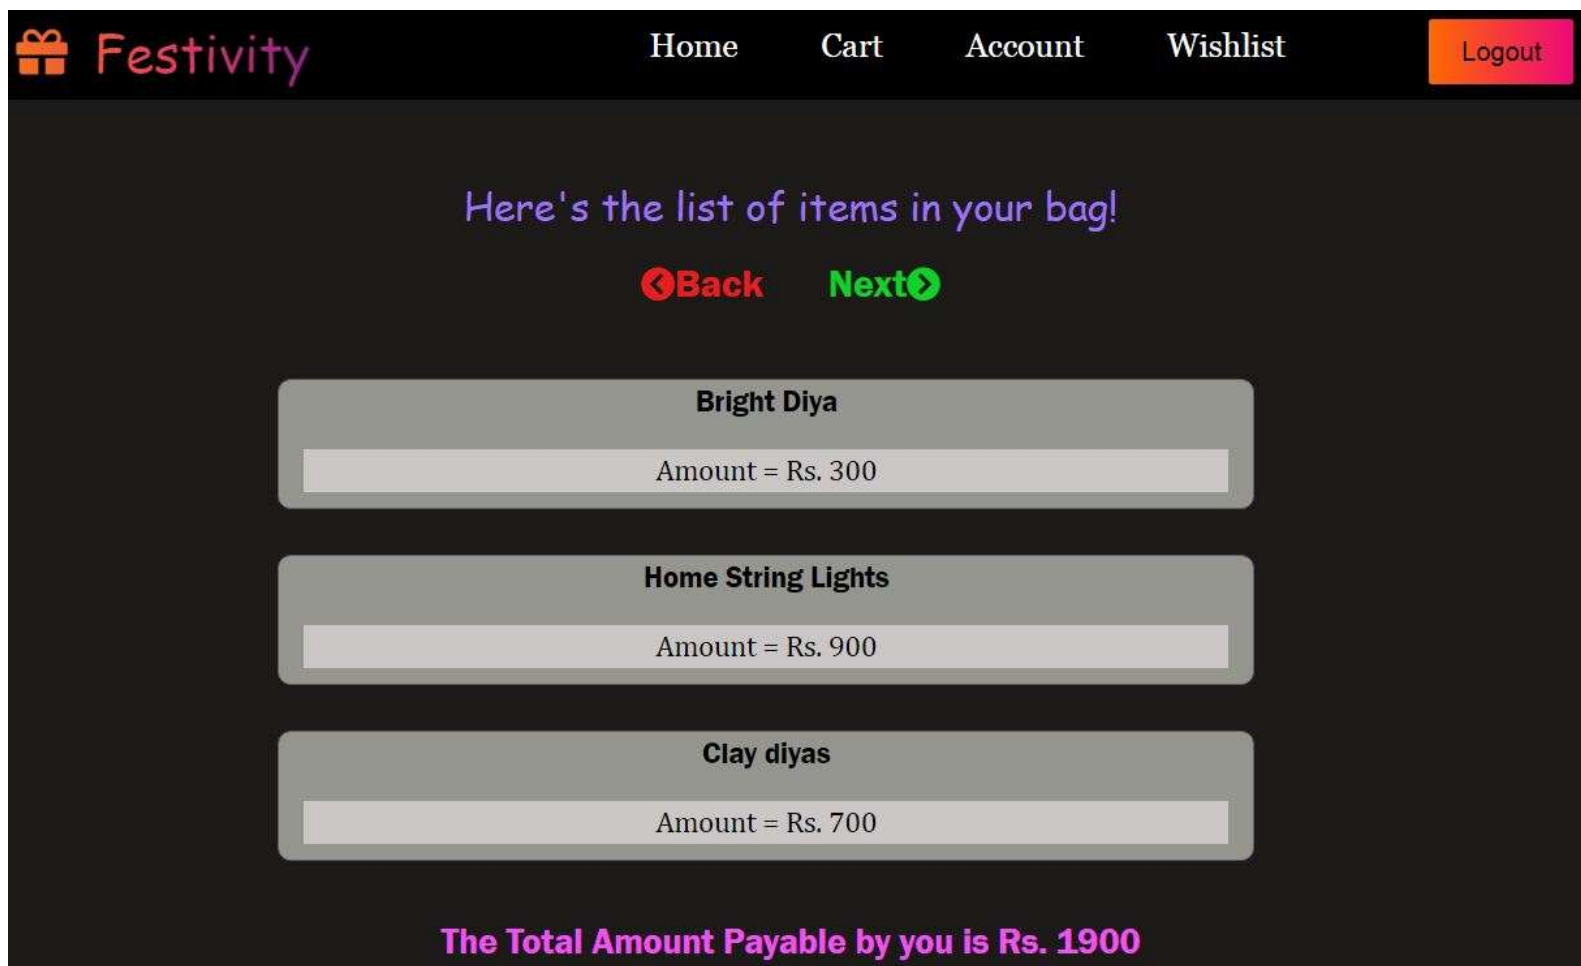 Festivity Home Cart Account Wishlist Logout
Here's the list of items in your bag!
Back Next
Bright Diya
Amount = Rs. 300
Home String Lights
Amount = Rs. 900
Clay diyas
Amount = Rs. 700
The Total Amount Payable by you is Rs. 1900